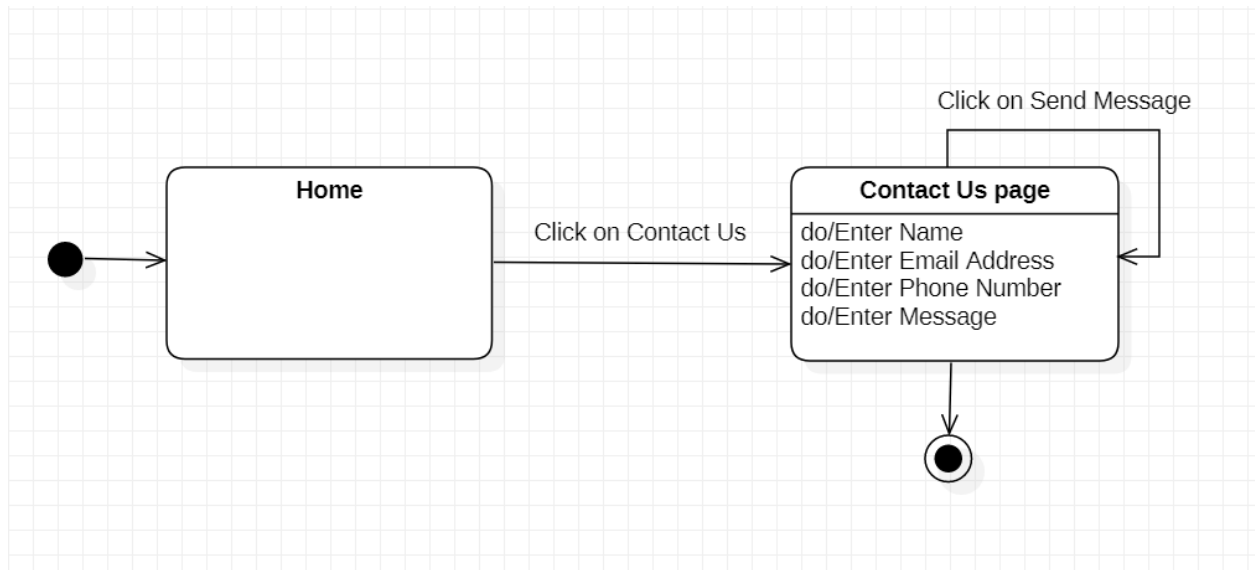 Click on Send Message
Home
Contact Us page
Click on Contact Us
do/Enter Name
do/Enter Email Address
do/Enter Phone Number
do/Enter Message